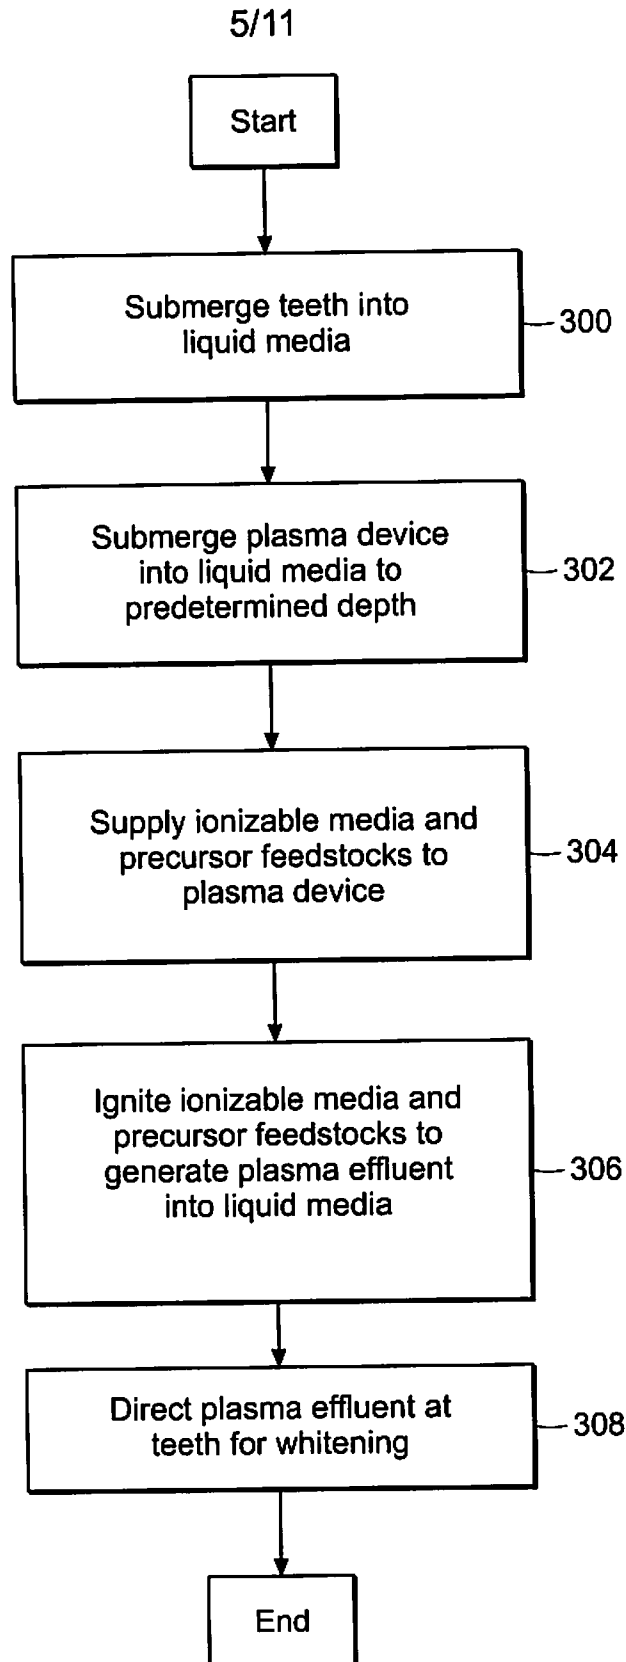 5/11
Start
Submerge teeth into
liquid media
300
Submerge plasma device
into liquid media to
predetermined depth
302
Supply ionizable media and
precursor feedstocks to
plasma device
304
Ignite ionizable media and
precursor feedstocks to
generate plasma effluent
into liquid media
306
Direct plasma effluent at
teeth for whitening
308
End